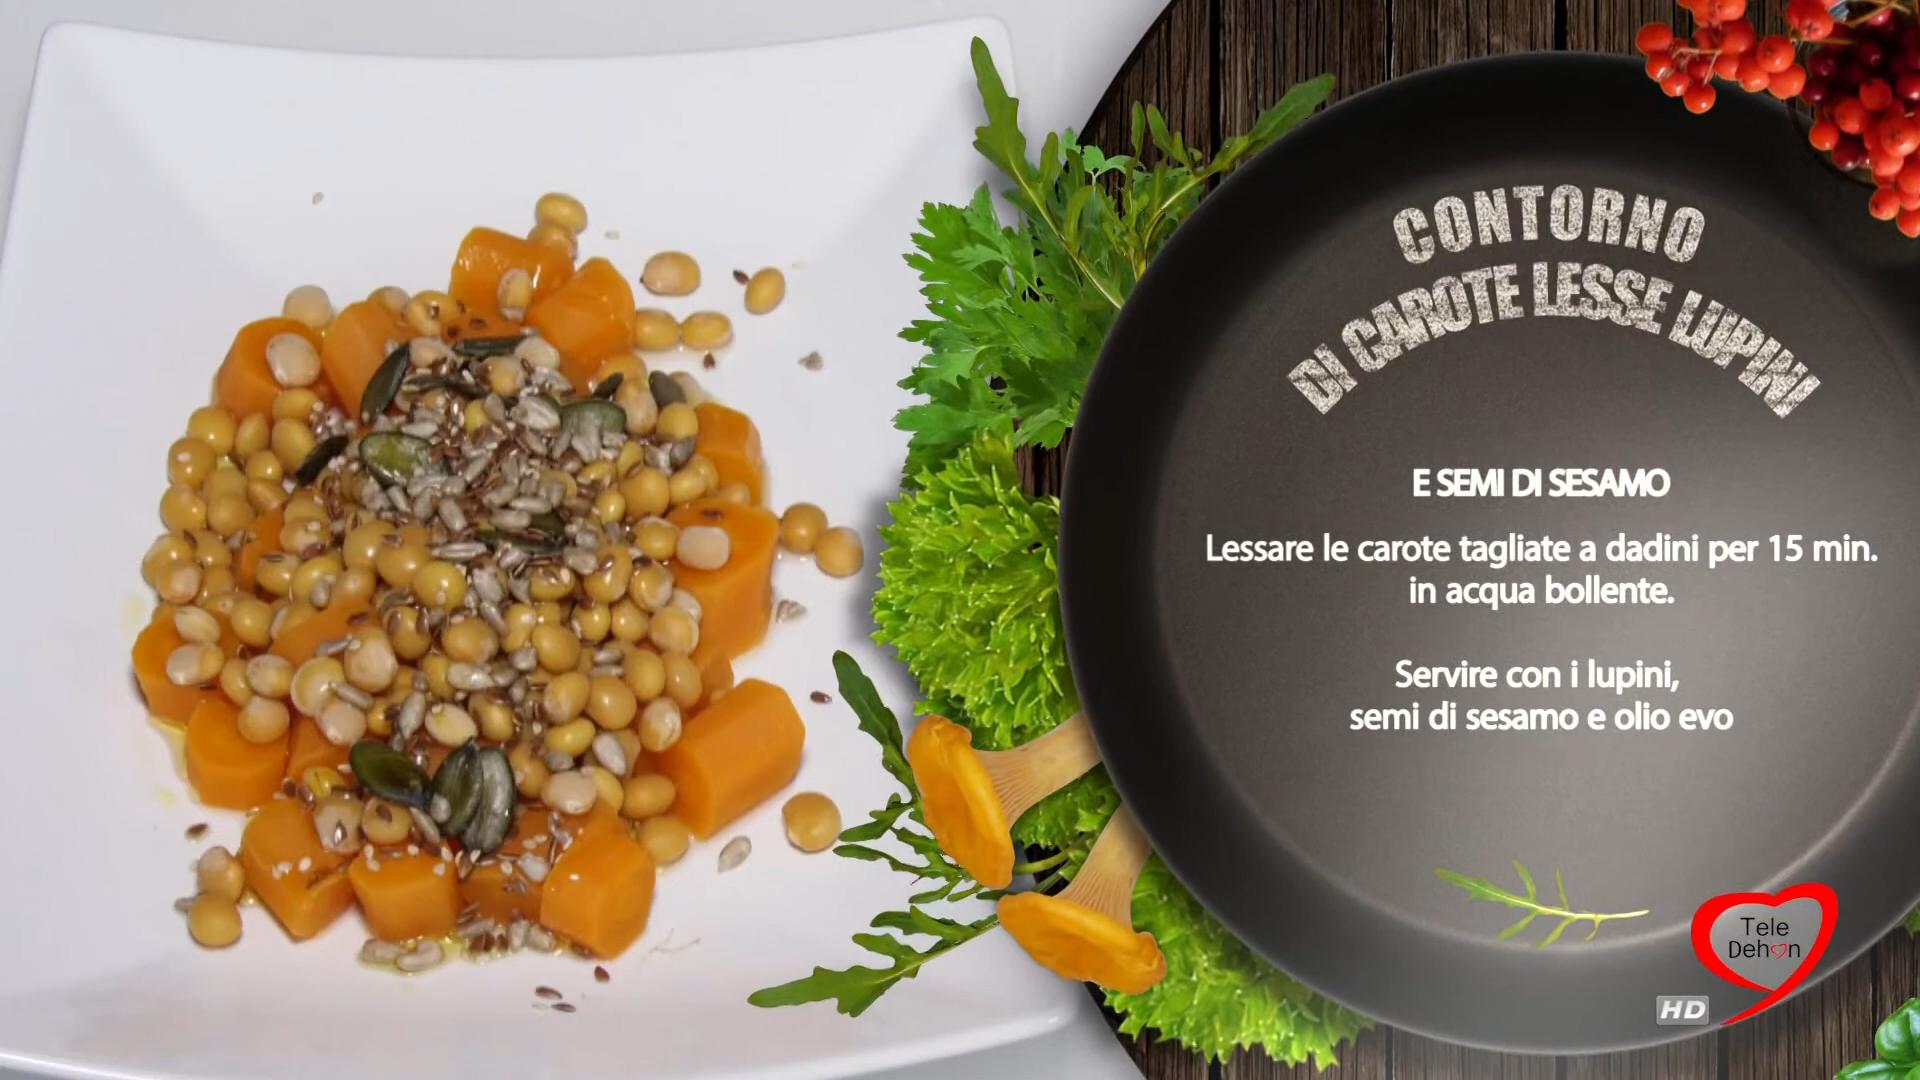 CONTORNO
DI CAROTE LESSE LUPINI
E SEMI DI SESAMO
Lessare le carote tagliate a dadini per 15 min.
in acqua bollente.
Servire con i lupini,
semi di sesamo e olio evo
Tele
Dehon
HD